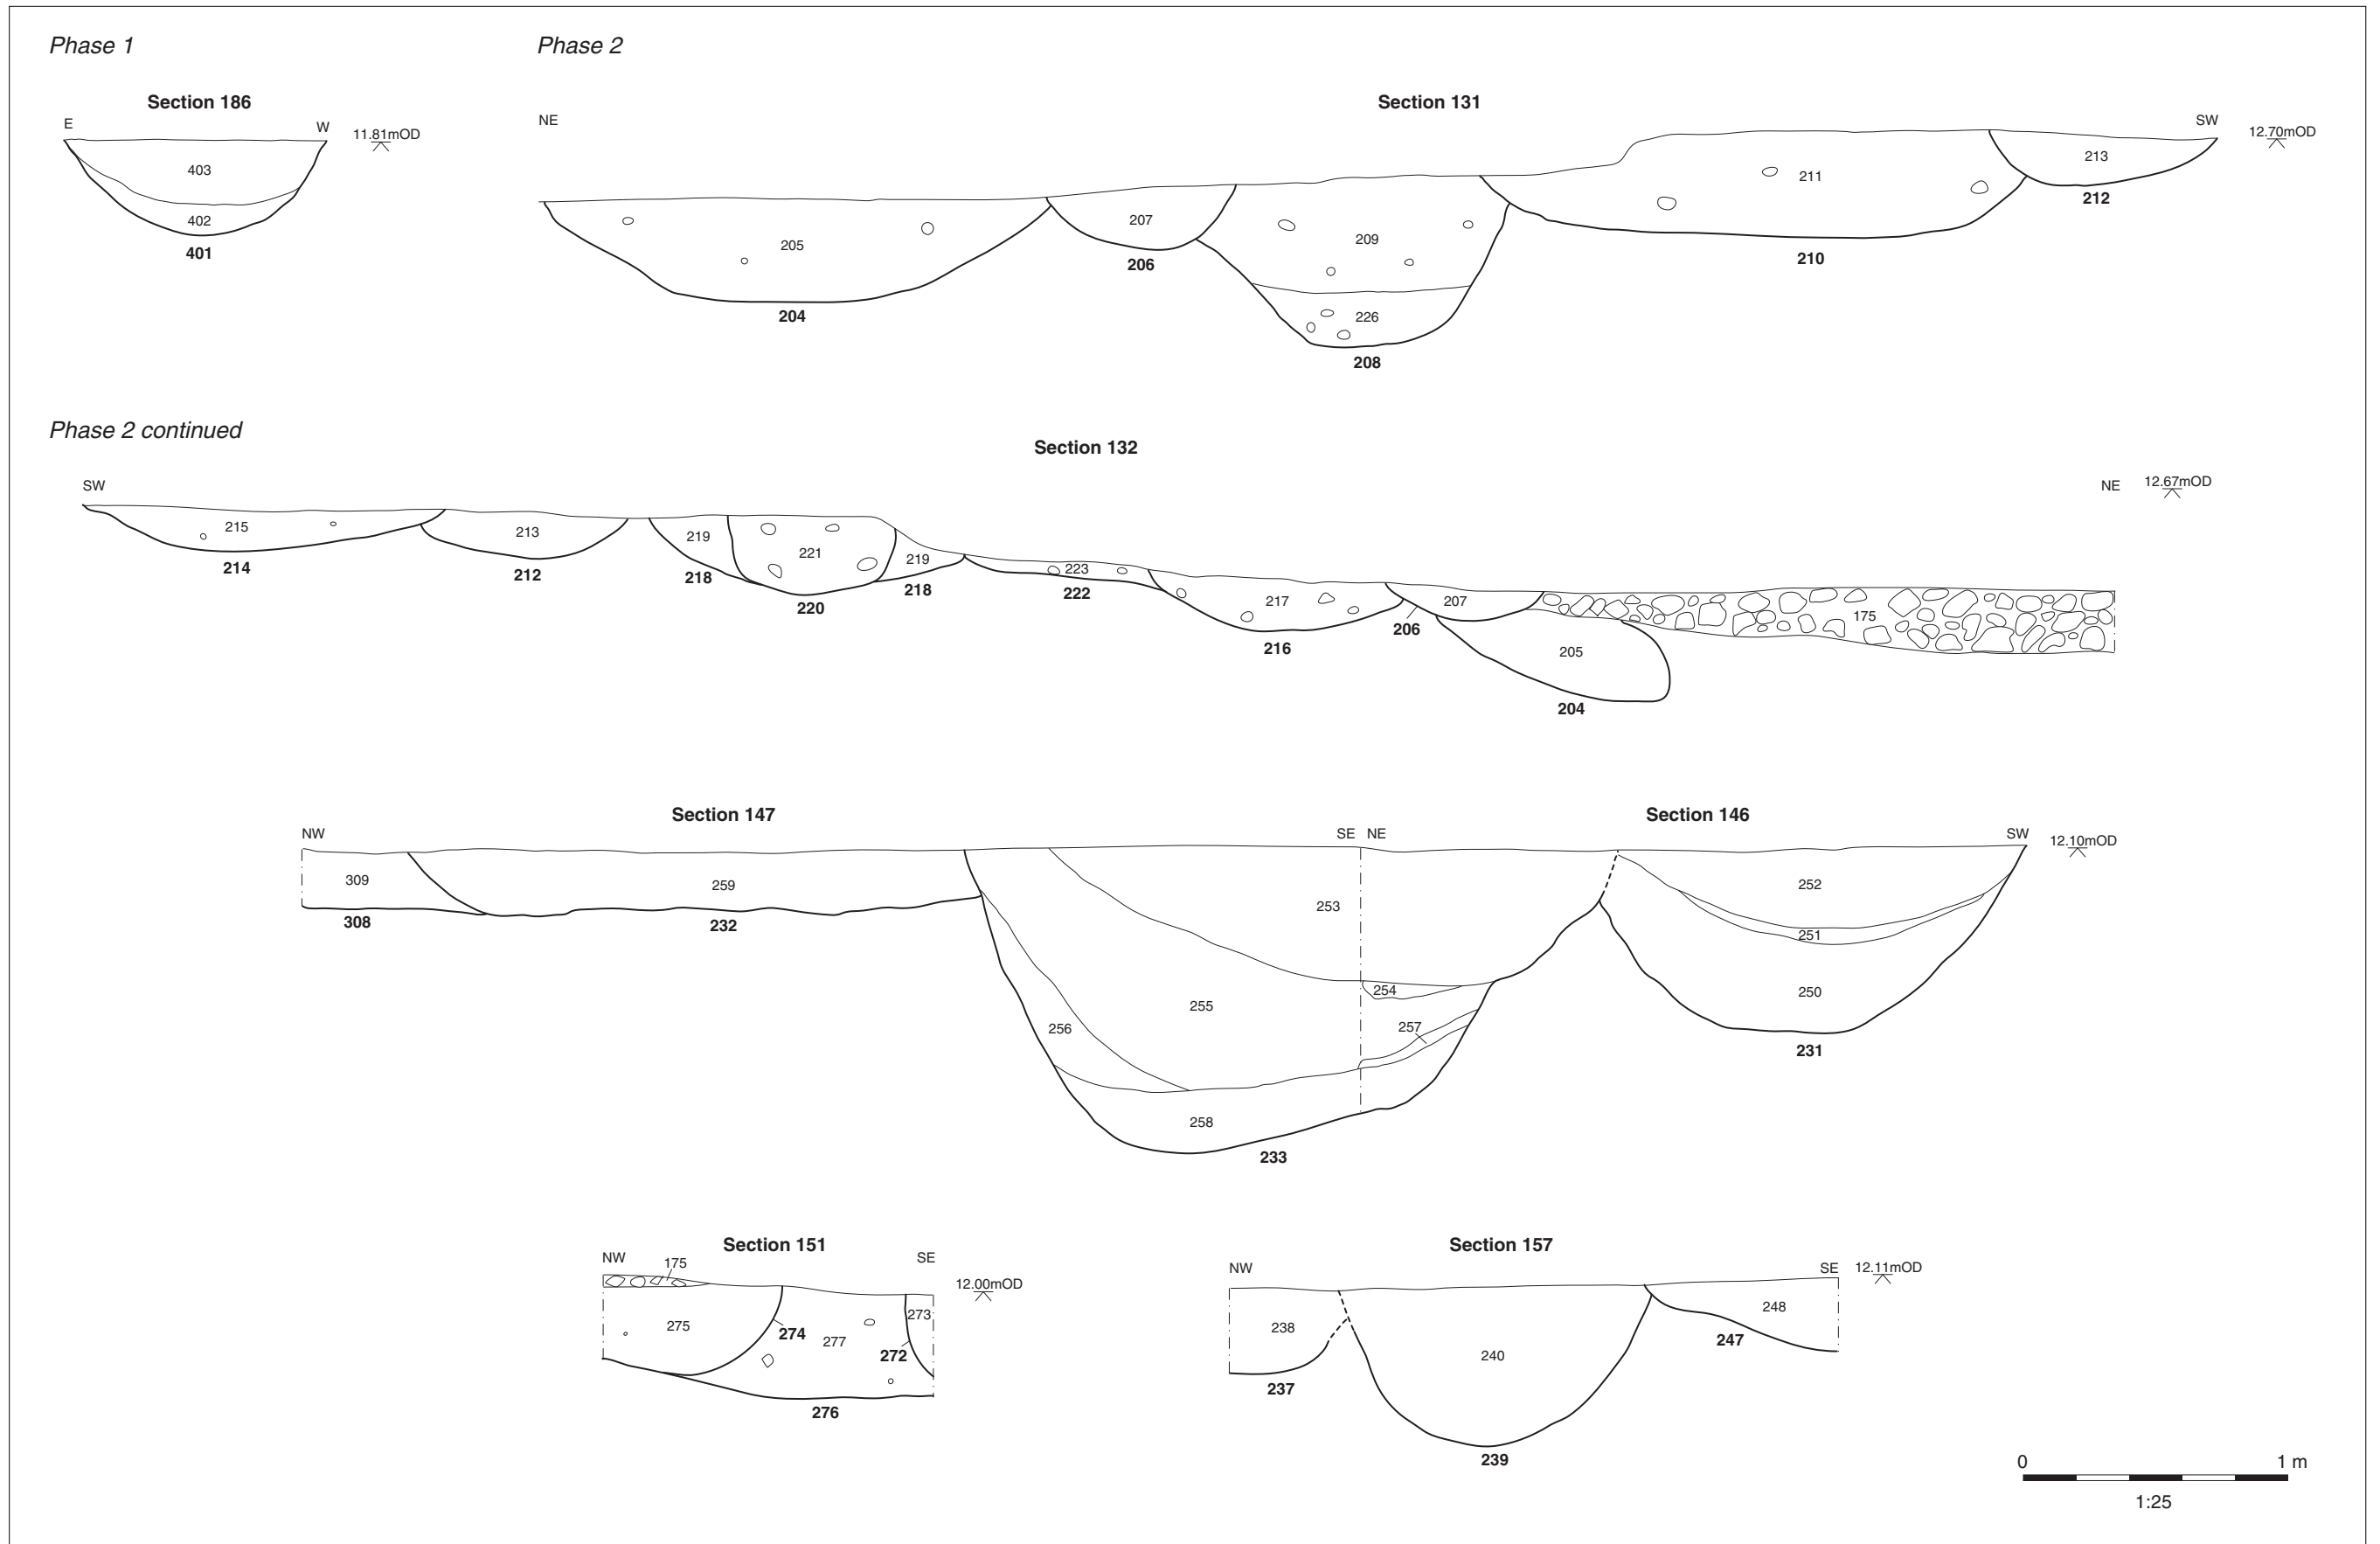 Phase 1
Phase 2
Section 186
Section 131
E
W
11.81mOD
NE
SW
12.70mOD
403
402
401
205
204
207
206
209
226
208
211
210
213
212
Phase 2 continued
Section 132
SW
NE
12.67mOD
215
214
213
212
219
218
221
220
219
218
223
222
217
216
207
206
205
204
175
Section 147
Section 146
NW
SE
NE
SW
12.10mOD
309
308
259
232
253
254
255
256
257
258
233
252
251
250
231
Section 151
NW
SE
12.00mOD
175
275
274
277
273
272
276
Section 157
NW
SE
12.11mOD
238
237
240
239
248
247
0
1 m
1:25